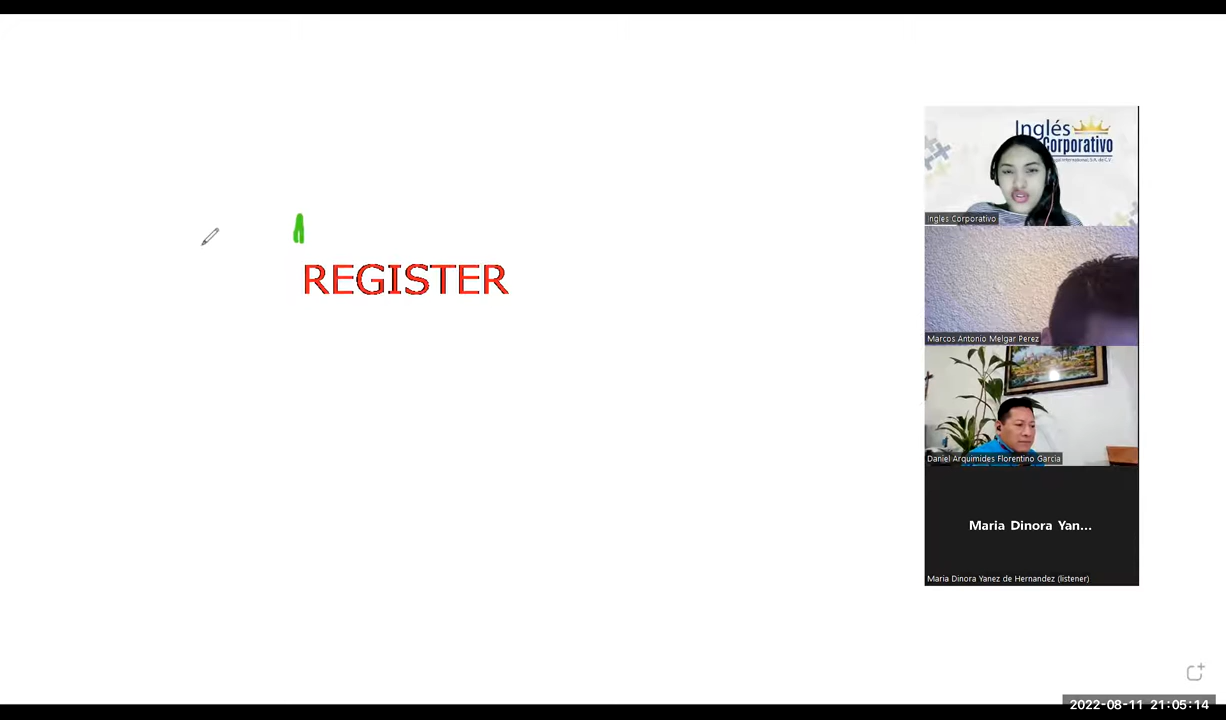 REGISTER
Inglés
Corporativo
Ingles Corporativo
Marcos Antonio Melgar Perez
Daniel Arquimides Florentino Garcia
Maria Dinora Yan...
Maria Dinora Yanez de Hernandez (listener)
2022-08-11 21:05:14